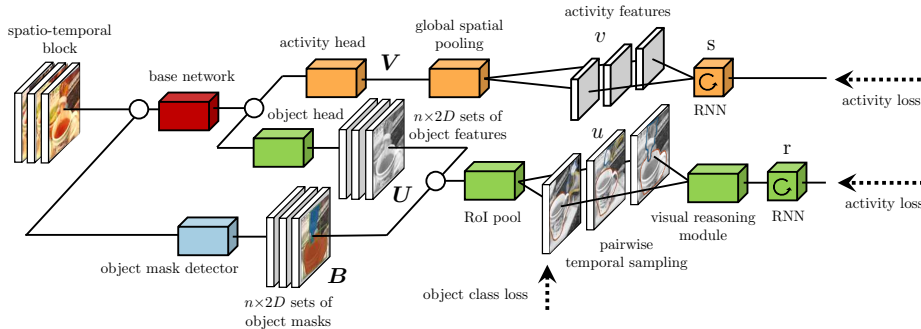 spatio-temporal
block
base network
activity head
V
global spatial
pooling
activity features
v
s
RNN
activity loss
object head
n×2D sets of
object features
U
RoI pool
u
pairwise
temporal sampling
visual reasoning
module
r
RNN
activity loss
object mask detector
B
n×2D sets of
object masks
object class loss